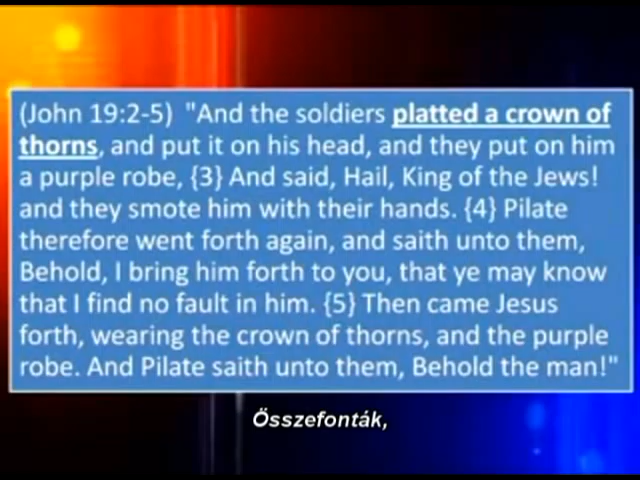 (John 19:2-5) "And the soldiers platted a crown of
thorns, and put it on his head, and they put on him
a purple robe, {3} And said, Hail, King of the Jews!
and they smote him with their hands. {4} Pilate
therefore went forth again, and saith unto them,
Behold, I bring him forth to you, that ye may know
that I find no fault in him. {5} Then came Jesus
forth, wearing the crown of thorns, and the purple
robe. And Pilate saith unto them, Behold the man!"
Összefonták,